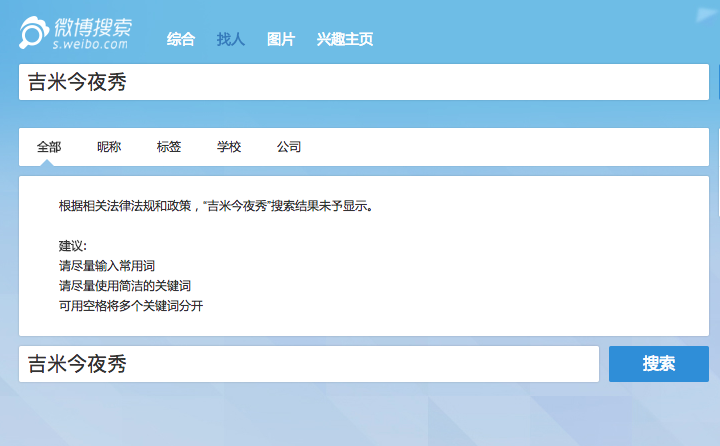 微博搜索
s.weibo.com
综合 找人 图片 兴趣主页
吉米今夜秀
全部 昵称 标签 学校 公司
根据相关法律法规和政策，“吉米今夜秀”搜索结果未予显示。
建议：
请尽量输入常用词
请尽量使用简洁的关键词
可用空格将多个关键词分开
吉米今夜秀 搜索